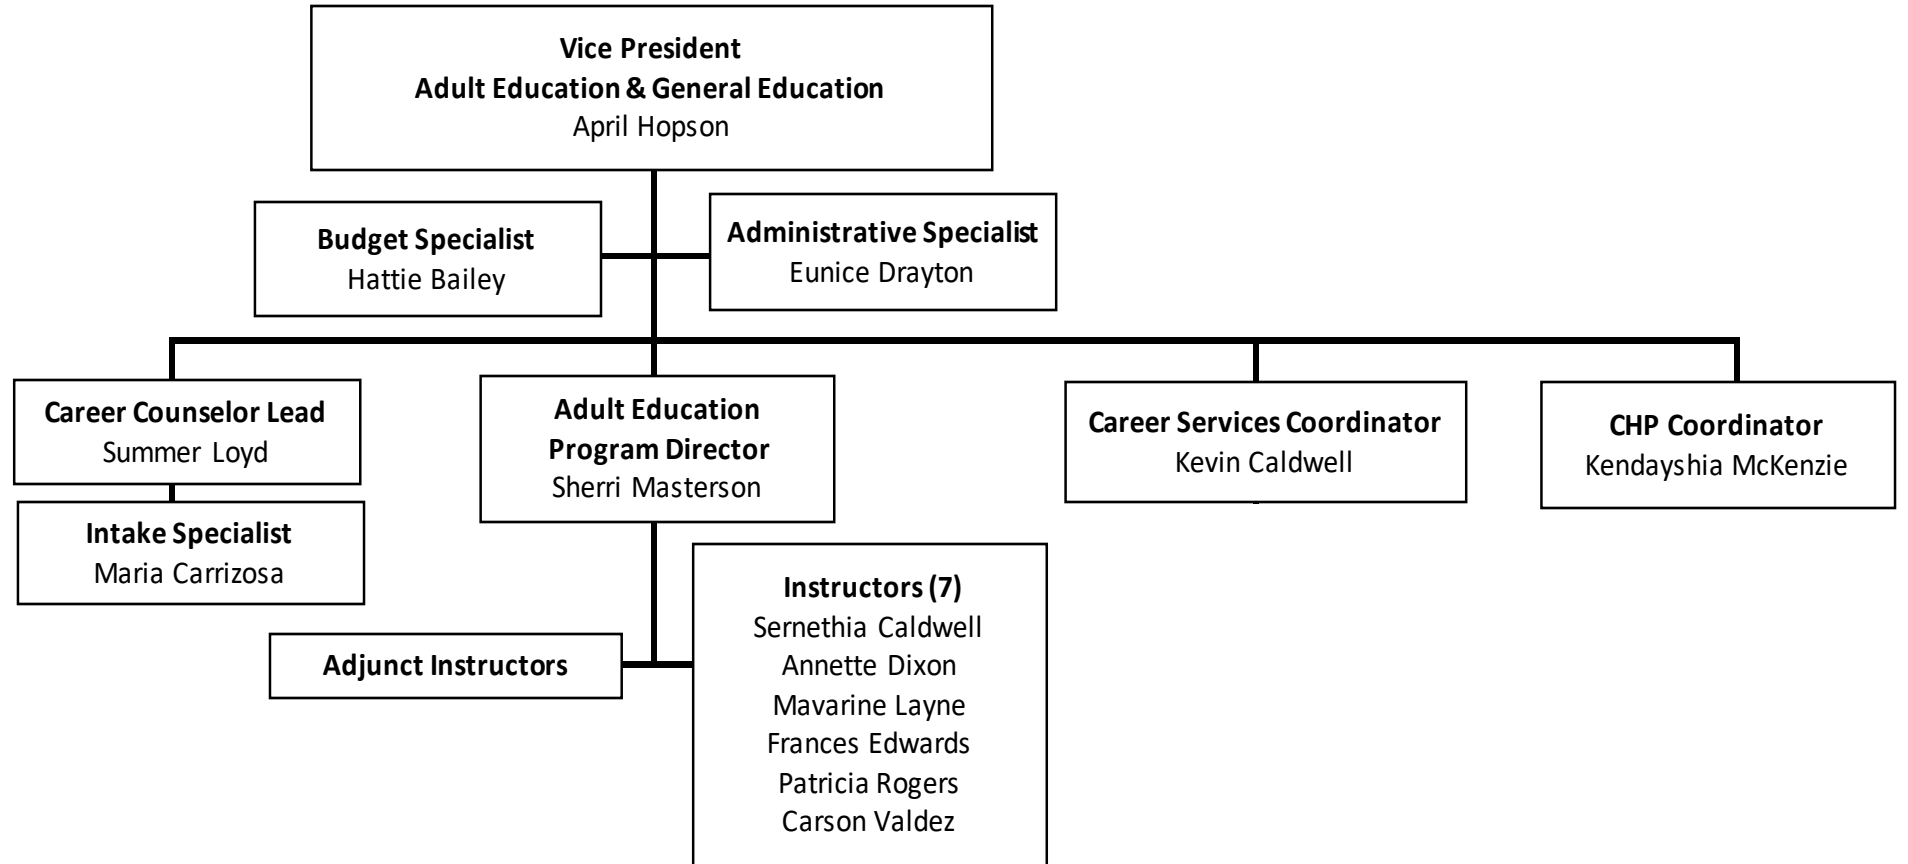 Vice President
Adult Education & General Education
April Hopson
Budget Specialist
Hattie Bailey
Administrative Specialist
Eunice Drayton
Career Counselor Lead
Summer Loyd
Adult Education
Program Director
Sherri Masterson
Career Services Coordinator
Kevin Caldwell
CHP Coordinator
Kendayshia McKenzie
Intake Specialist
Maria Carrizosa
Adjunct Instructors
Instructors (7)
Sernethia Caldwell
Annette Dixon
Mavarine Layne
Frances Edwards
Patricia Rogers
Carson Valdez